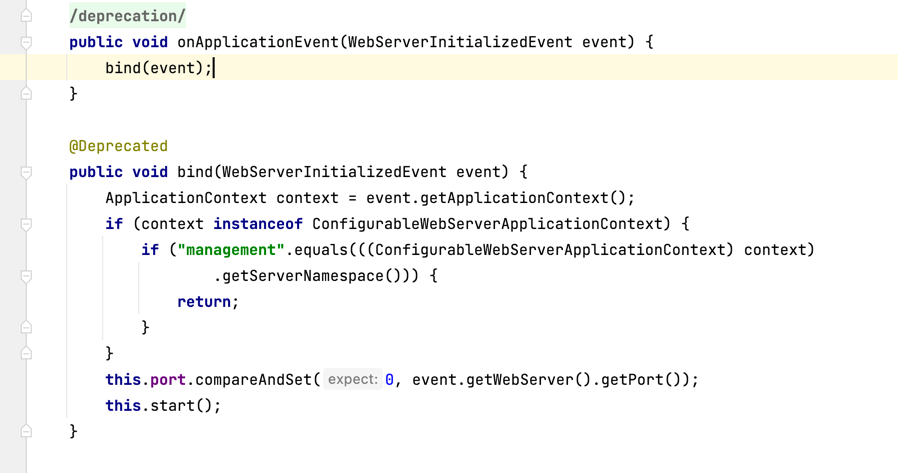 /deprecation/
public void onApplicationEvent(WebServerInitializedEvent event) {
bind(event);
}
@Deprecated
public void bind(WebServerInitializedEvent event) {
ApplicationContext context = event.getApplicationContext();
if (context instanceof ConfigurableWebServerApplicationContext) {
if ("management".equals(((ConfigurableWebServerApplicationContext) context)
.getServerNamespace())) {
return;
}
}
this.port.compareAndSet( expect: 0, event.getWebServer().getPort());
this.start();
}